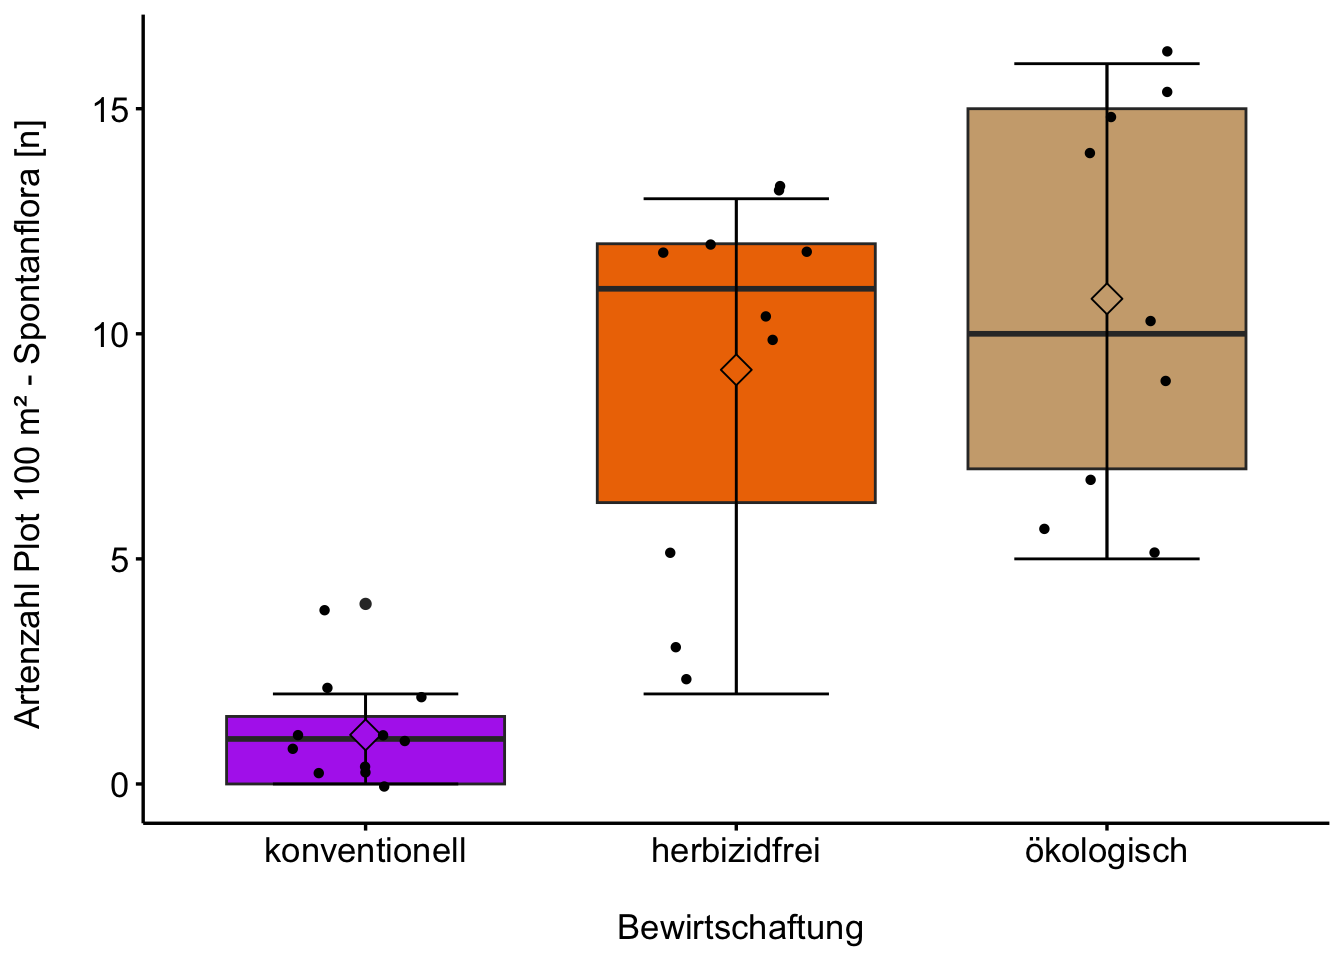 Artenzahl Plot 100 m² - Spontanflora [n]
15
10
5
0
konventionell
herbizidfrei
ökologisch
Bewirtschaftung